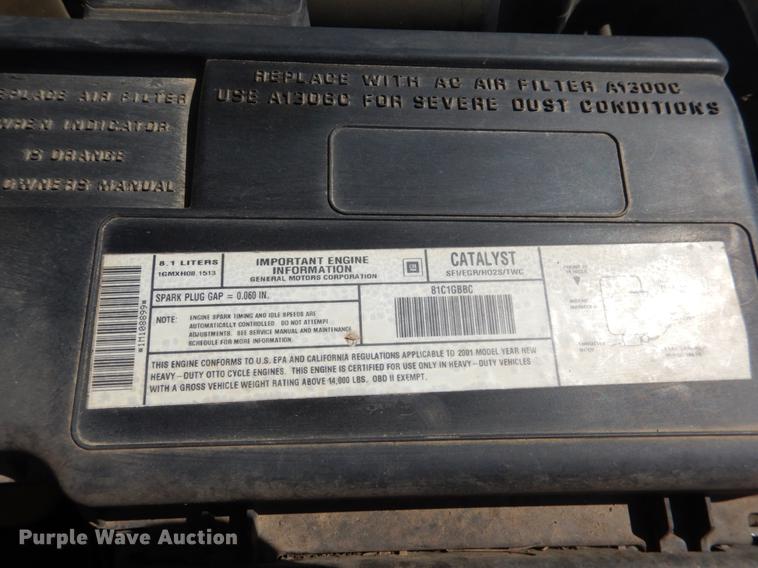 REPLACE WITH AC AIR FILTER A1300C
USE A1306C FOR SEVERE DUST CONDITIONS
REPLACE AIR FILTER
WHEN INDICATOR
IS ORANGE
OWNERS MANUAL
*1M108899*
8.1 LITERS
1GMXH08.1513
IMPORTANT ENGINE
INFORMATION
GENERAL MOTORS CORPORATION
GM
CATALYST
SFI/EGR/HO2S/TWC
SPARK PLUG GAP = 0.060 IN.
81C1GBBC
NOTE: ENGINE SPARK TIMING AND IDLE SPEEDS ARE
AUTOMATICALLY CONTROLLED. DO NOT ATTEMPT
ADJUSTMENTS. SEE SERVICE MANUAL AND MAINTENANCE
SCHEDULE FOR MORE INFORMATION.
THIS ENGINE CONFORMS TO U.S. EPA AND CALIFORNIA REGULATIONS APPLICABLE TO 2001 MODEL YEAR NEW
HEAVY-DUTY OTTO CYCLE ENGINES. THIS ENGINE IS CERTIFIED FOR USE ONLY IN HEAVY-DUTY VEHICLES
WITH A GROSS VEHICLE WEIGHT RATING ABOVE 14,000 LBS. OBD II EXEMPT.
Purple Wave Auction